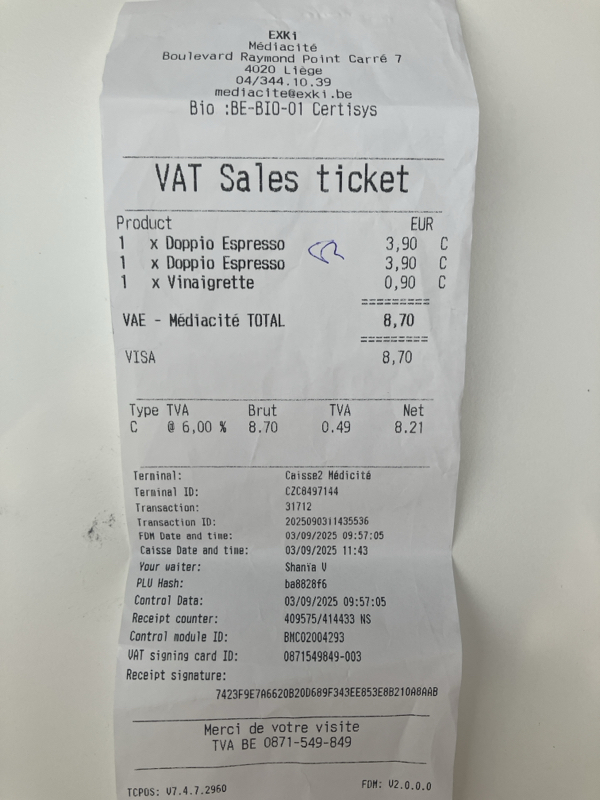 EXKi
Médiacité
Boulevard Raymond Point Carré 7
4020 Liège
04/344.10.39
mediacite@exki.be
Bio :BE-BIO-01 Certisys
VAT Sales ticket
Product EUR
1 x Doppio Espresso 3,90 C
1 x Doppio Espresso 3,90 C
1 x Vinaigrette 0,90 C
=========
VAE - Médiacité TOTAL 8,70
=========
VISA 8,70
Type TVA Brut TVA Net
C @ 6,00 % 8.70 0.49 8.21
Terminal: Caisse2 Médicité
Terminal ID: CZC8497144
Transaction: 31712
Transaction ID: 2025090311435536
FDM Date and time: 03/09/2025 09:57:05
Caisse Date and time: 03/09/2025 11:43
Your waiter: Shania V
PLU Hash: ba8828f6
Control Data: 03/09/2025 09:57:05
Receipt counter: 409575/414433 NS
Control module ID: BMC02004293
VAT signing card ID: 0871549849-003
Receipt signature:
7423F9E7A6620B20D689F343EE853E8B210A8AAB
Merci de votre visite
TVA BE 0871-549-849
TCPOS: V7.4.7.2960 FDM: V2.0.0.0